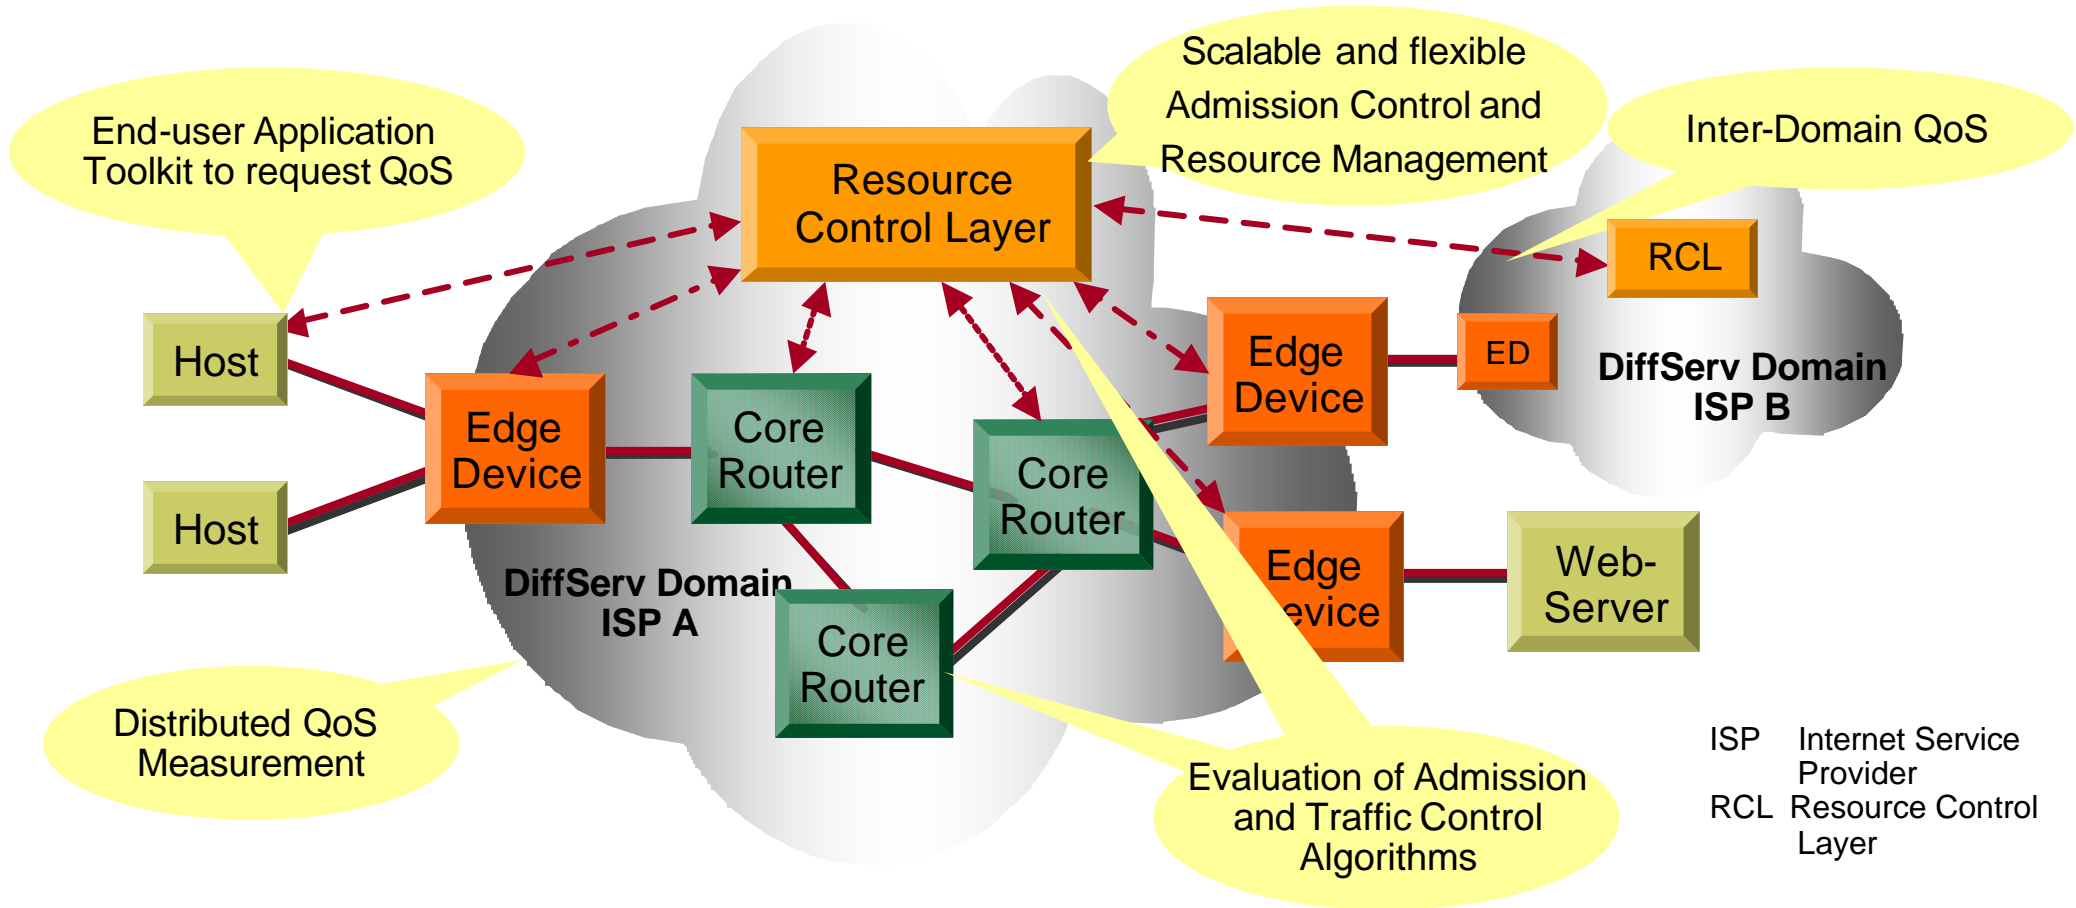 Scalable and flexible
Admission Control and
Resource Management
End-user Application
Toolkit to request QoS
Inter-Domain QoS
Resource
Control Layer
RCL
Host
Edge
Device
ED
DiffServ Domain
ISP B
Edge
Device
Core
Router
Core
Router
Host
Edge
evice
Web-
Server
DiffServ Domain
ISP A
Core
Router
Distributed QoS
Measurement
Evaluation of Admission
and Traffic Control
Algorithms
ISP Internet Service
Provider
RCL Resource Control
Layer